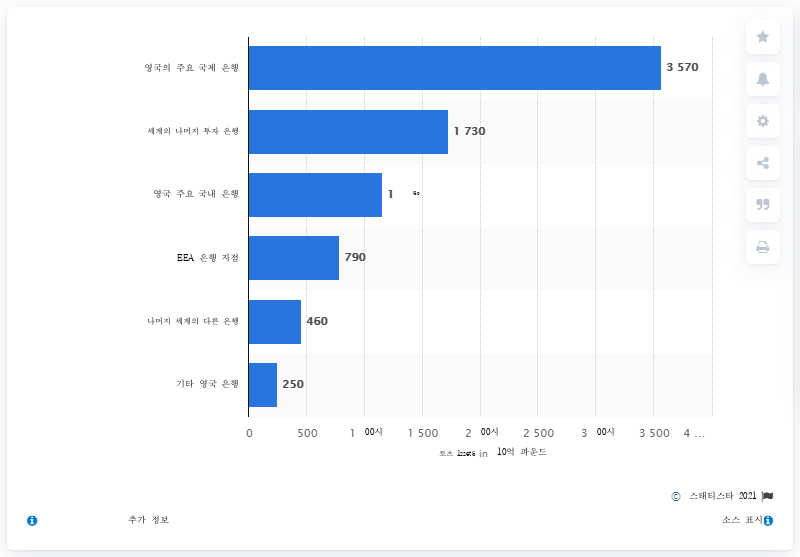 영국의 주요 국제 은행 3 570
세계의 나머지 투자 은행 1 730
영국 주요 국내 은행 1
EEA 은행 지점 790
나머지 세계의 다른 은행 460
기타 영국 은행 250
0 500 1 00시 1 500 2 00시 2 500 3 00시 3 500 4 ...
in 10억 파운드
© 스태티스타 2021
추가 정보 소스 표시